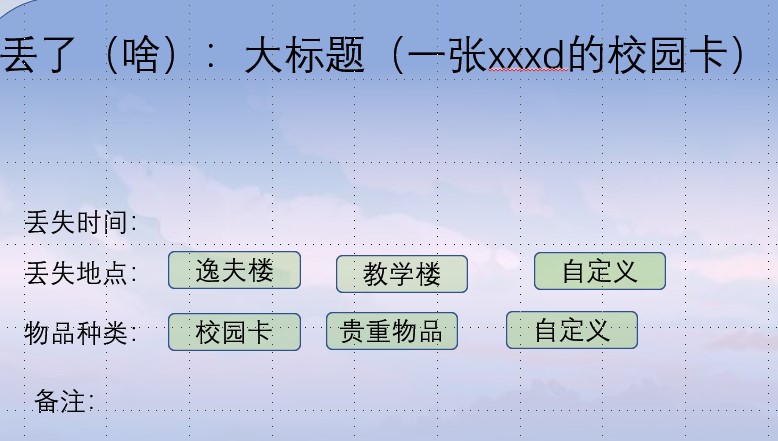 丢了（啥）：大标题（一张xxxd的校园卡）
丢失时间：
丢失地点： 逸夫楼 教学楼 自定义
物品种类： 校园卡 贵重物品 自定义
备注：